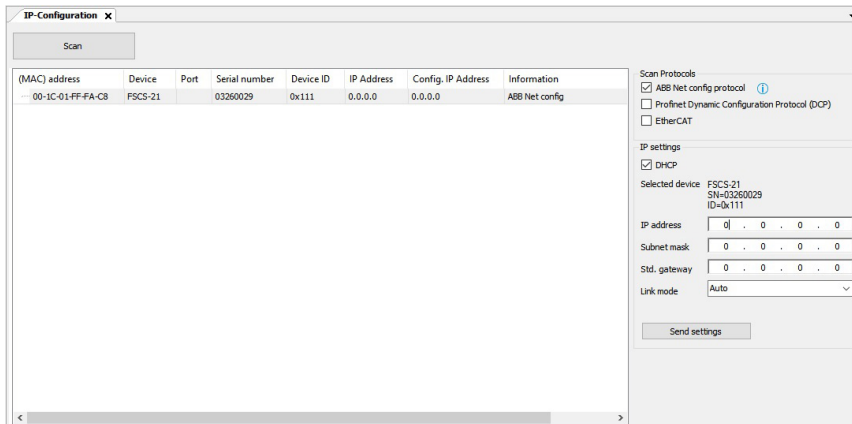 IP-Configuration X
Scan
(MAC) address Device Port Serial number Device ID IP Address Config. IP Address Information
00-1C-01-FF-FA-C8 FSCS-21 03260029 0x111 0.0.0.0 0.0.0.0 ABB Net config
Scan Protocols
ABB Net config protocol
Profinet Dynamic Configuration Protocol (DCP)
EtherCAT
IP settings
DHCP
Selected device FSCS-21
SN=03260029
ID=0x111
IP address 0 . 0 . 0 . 0
Subnet mask 0 . 0 . 0 . 0
Std. gateway 0 . 0 . 0 . 0
Link mode Auto
Send settings